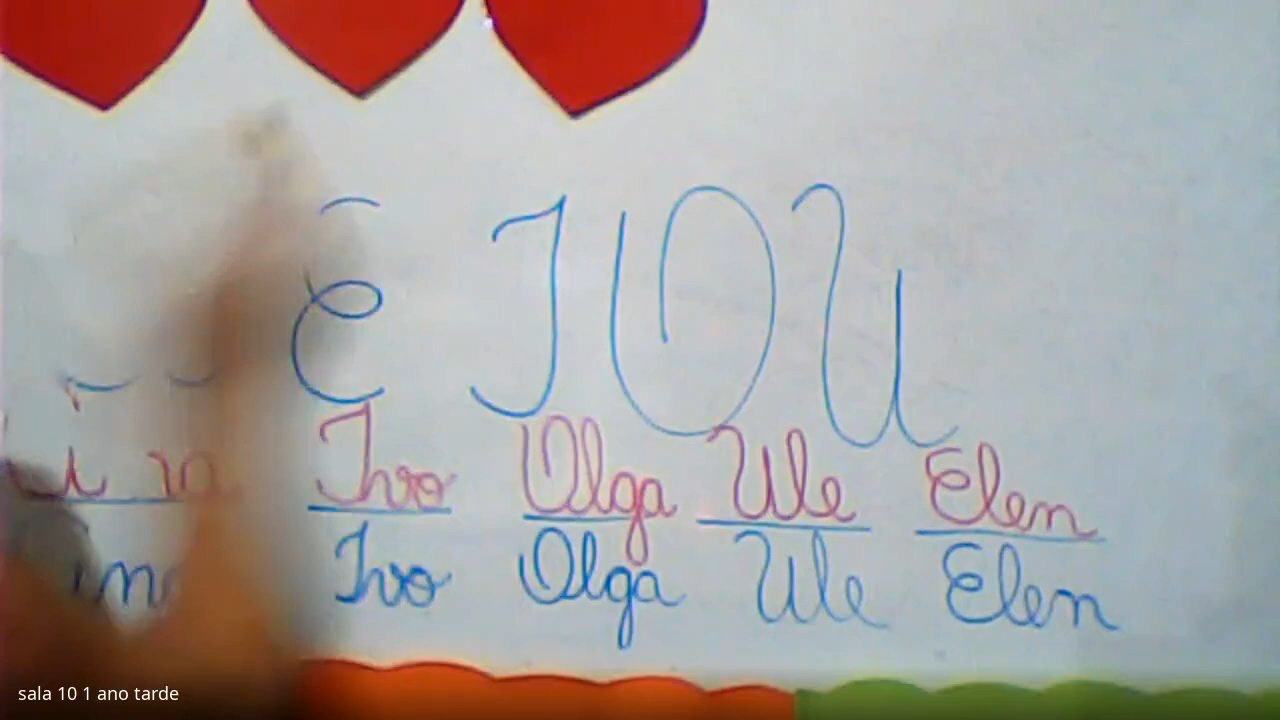 E I O U
Ivo Olga Ule Elen
Ivo Olga Ule Elen
sala 10 1 ano tarde